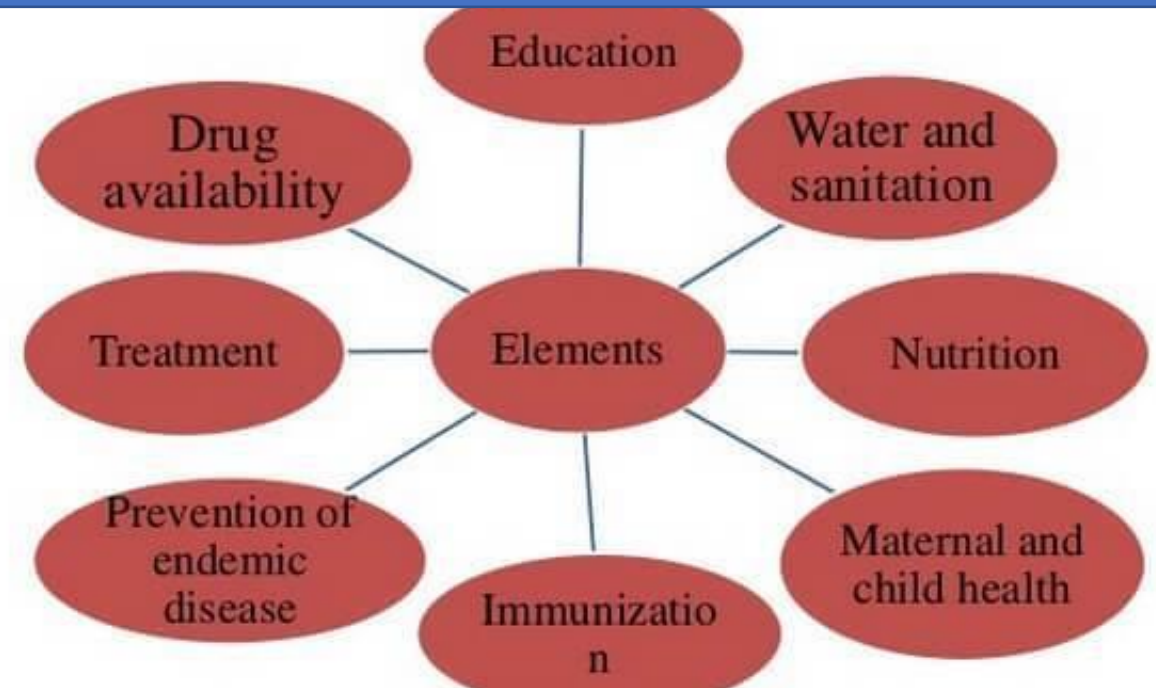 Education
Drug
availability
Water and
sanitation
Treatment
Elements
Nutrition
Prevention of
endemic
disease
Immunizatio
n
Maternal and
child health